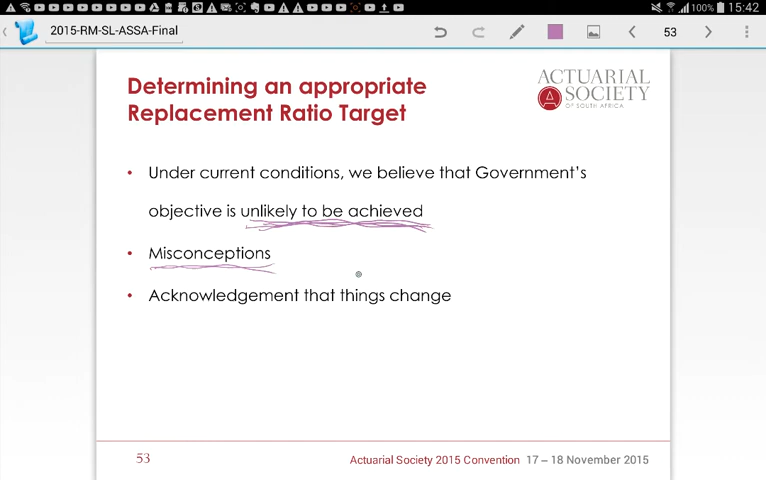 100% 15:42
2015-RM-SL-ASSA-Final
53
Determining an appropriate
Replacement Ratio Target
ACTUARIAL
SOCIETY
OF SOUTH AFRICA
• Under current conditions, we believe that Government's
objective is unlikely to be achieved
• Misconceptions
• Acknowledgement that things change
53
Actuarial Society 2015 Convention 17 – 18 November 2015